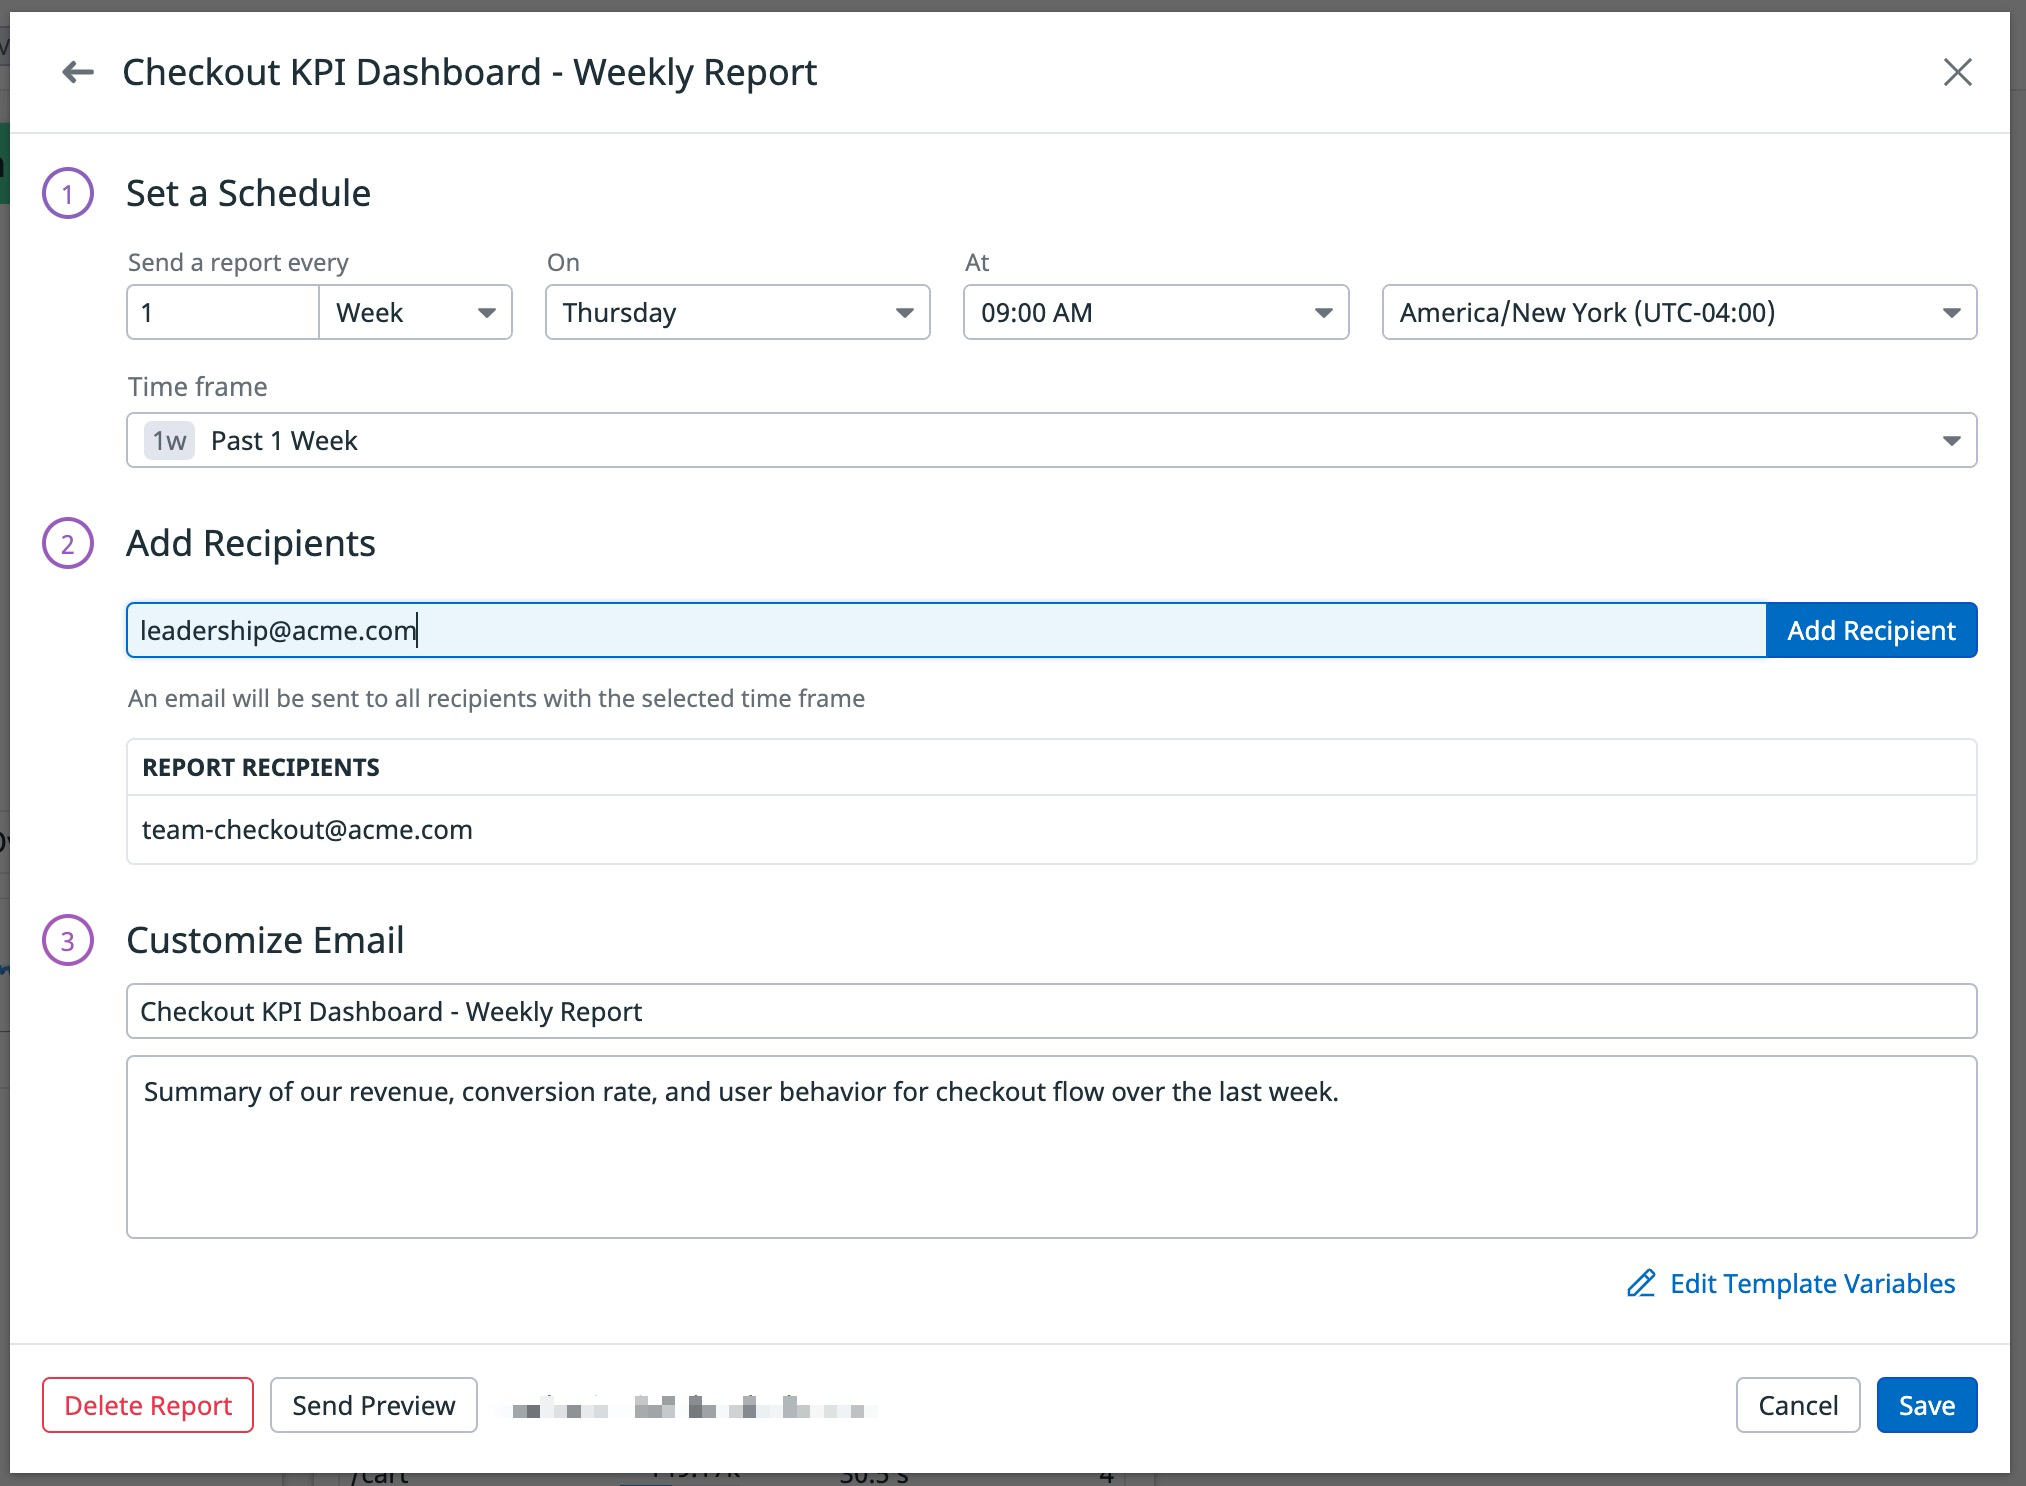 Checkout KPI Dashboard - Weekly Report
1 Set a Schedule
Send a report every On At
1 Week Thursday 09:00 AM America/New York (UTC-04:00)
Time frame
1w Past 1 Week
2 Add Recipients
leadership@acme.com Add Recipient
An email will be sent to all recipients with the selected time frame
REPORT RECIPIENTS
team-checkout@acme.com
3 Customize Email
Checkout KPI Dashboard - Weekly Report
Summary of our revenue, conversion rate, and user behavior for checkout flow over the last week.
Edit Template Variables
Delete Report Send Preview Cancel Save
/cart 30.5 s 4